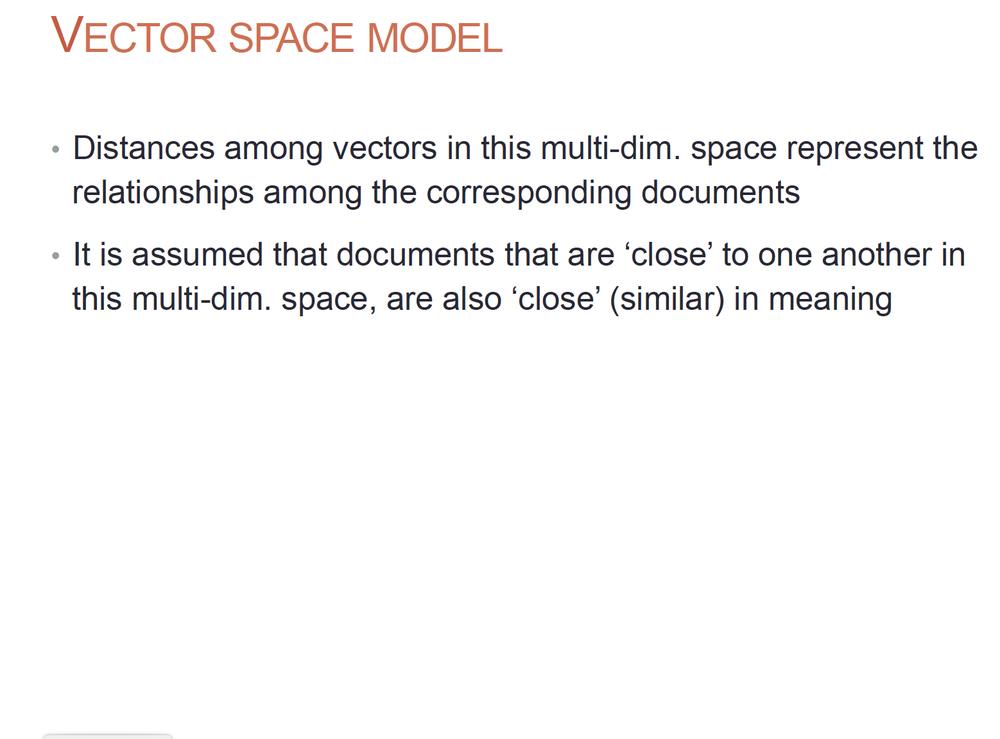 VECTOR SPACE MODEL
• Distances among vectors in this multi-dim. space represent the
relationships among the corresponding documents
• It is assumed that documents that are ‘close’ to one another in
this multi-dim. space, are also ‘close’ (similar) in meaning